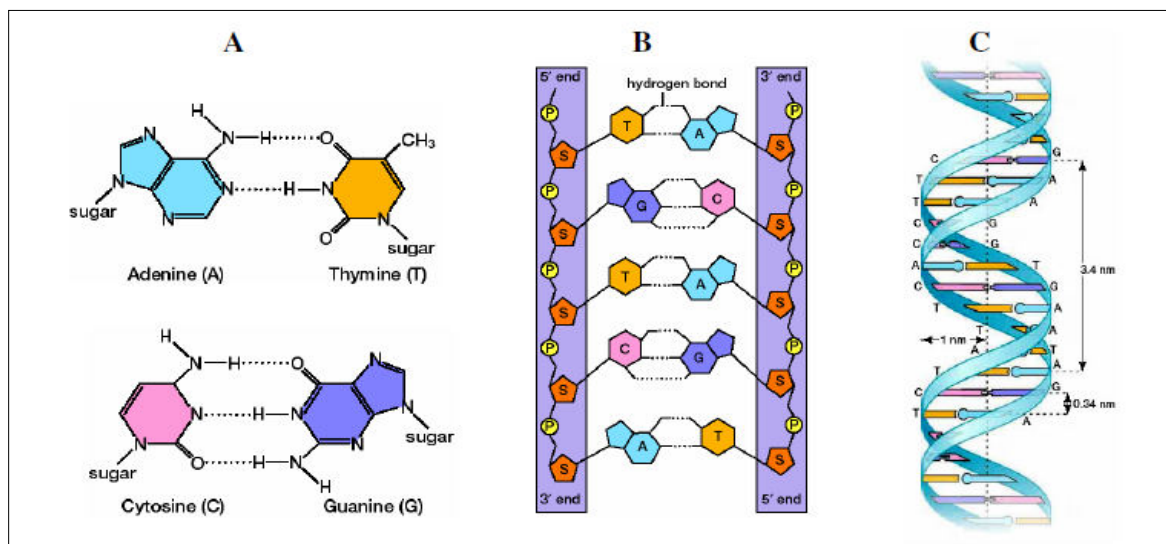 A
H
N H O CH₃
N
N N H N
N N
sugar O sugar
Adenine (A) Thymine (T)
H
N H O N
N H N N
N O H N N sugar
sugar H
Cytosine (C) Guanine (G)
B
5' end 3' end
hydrogen bond
P P
T A
S S
P P
G C
S S
P P
T A
S S
P P
C G
S S
P P
A T
S S
3' end 5' end
C
C G
T A
T A
C G
C G
A T
3.4 nm
C G
T A
T A
1 nm
A T
T A
C G
0.34 nm
T A